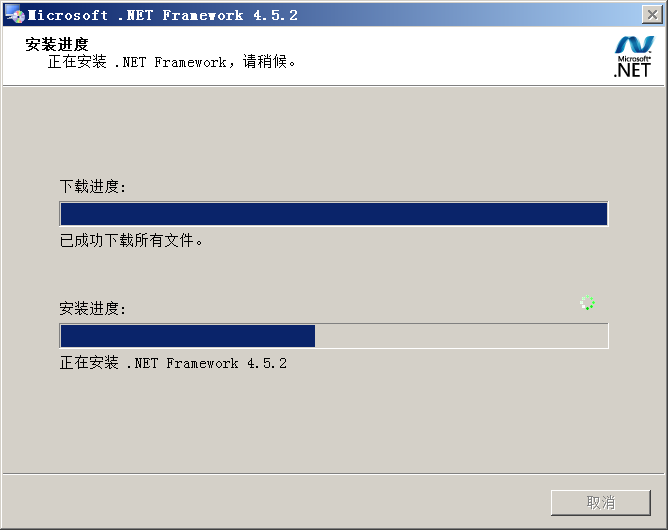 Microsoft .NET Framework 4.5.2
安装进度
正在安装 .NET Framework，请稍候。
Microsoft®
.NET
下载进度:
已成功下载所有文件。
安装进度:
正在安装 .NET Framework 4.5.2
取消